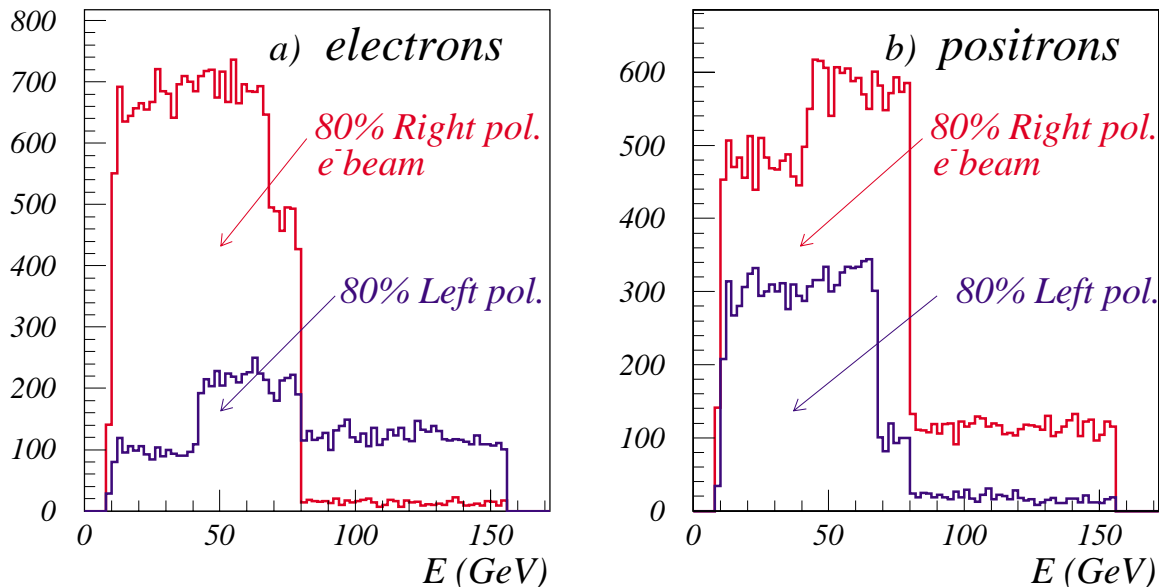 a) electrons
800
700
600
500
400
300
200
100
0
80% Right pol.
e⁻beam
80% Left pol.
0
50
100
150
E (GeV)
b) positrons
600
500
400
300
200
100
0
80% Right pol.
e⁻beam
80% Left pol.
0
50
100
150
E (GeV)